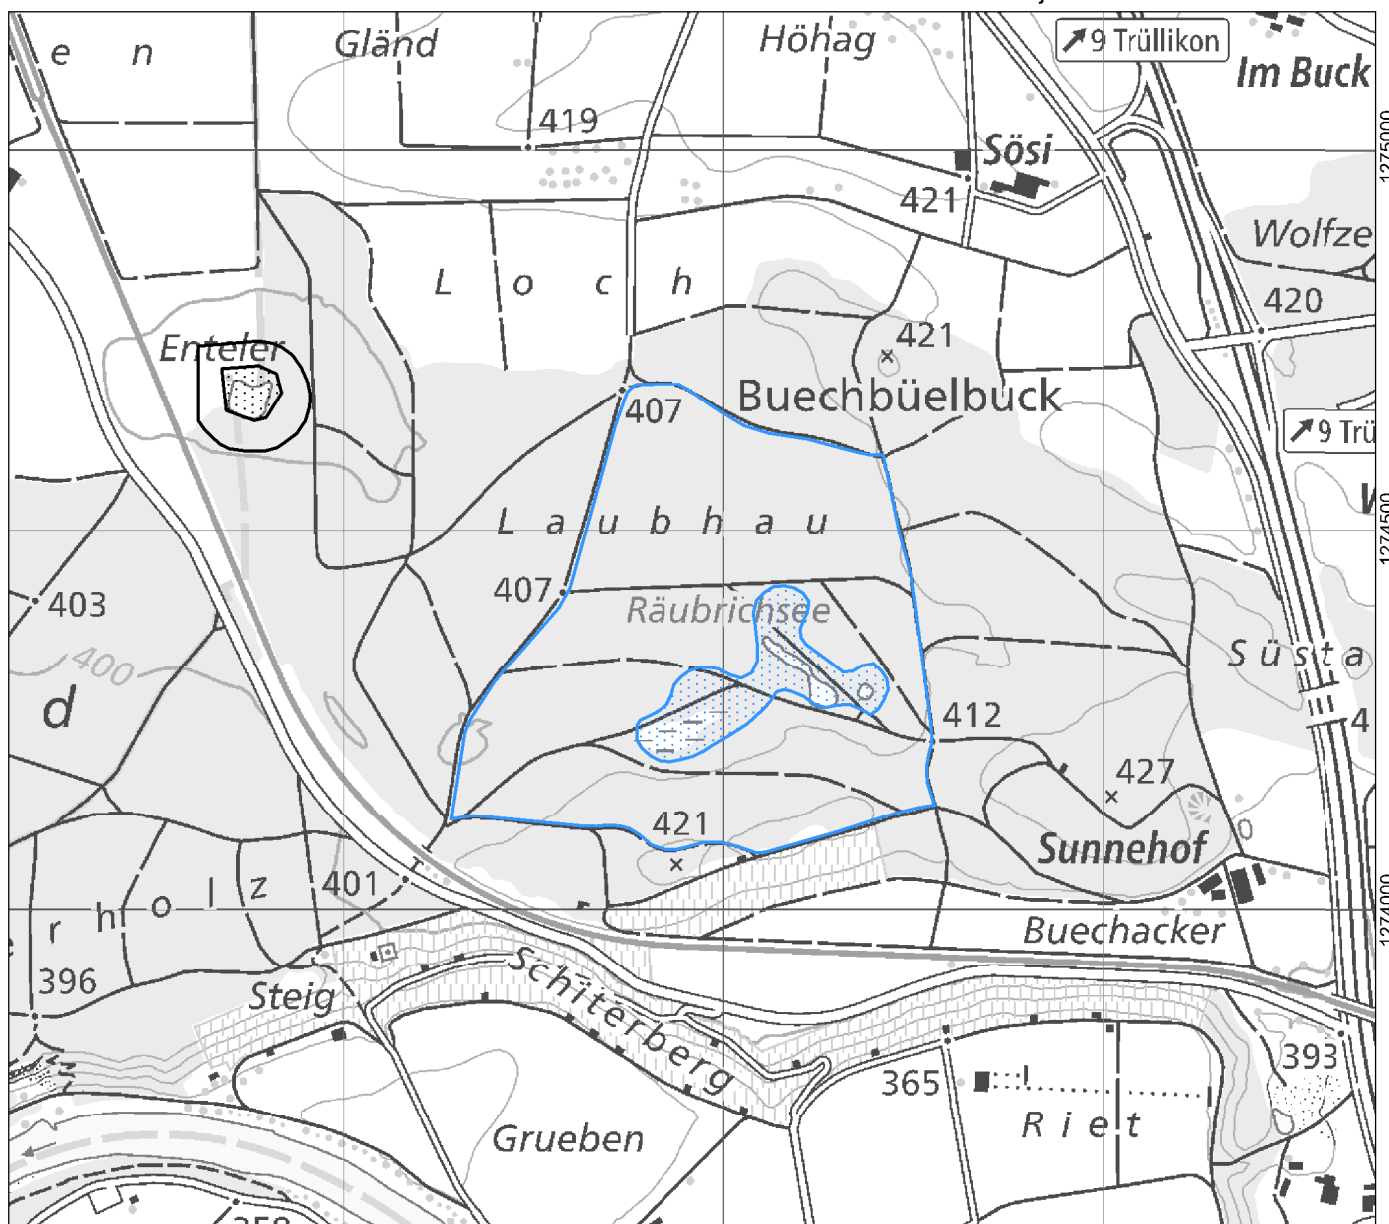 e n
Gländ
Höhag
9 Trüllikon
Im Buck
419
Sösi
1275000
421
Wolfze
L o c h
420
Enteler
421
407
Buechbüelbuck
9 Trü
L a u b h a u
1274500
407
Räubrichsee
403
400
S ü s t a
d
412
4
427
421
Sunnehof
401
r h o l z
Buechacker
1274000
396
Steig
Schiterberg
365
393
R i e t
Grueben